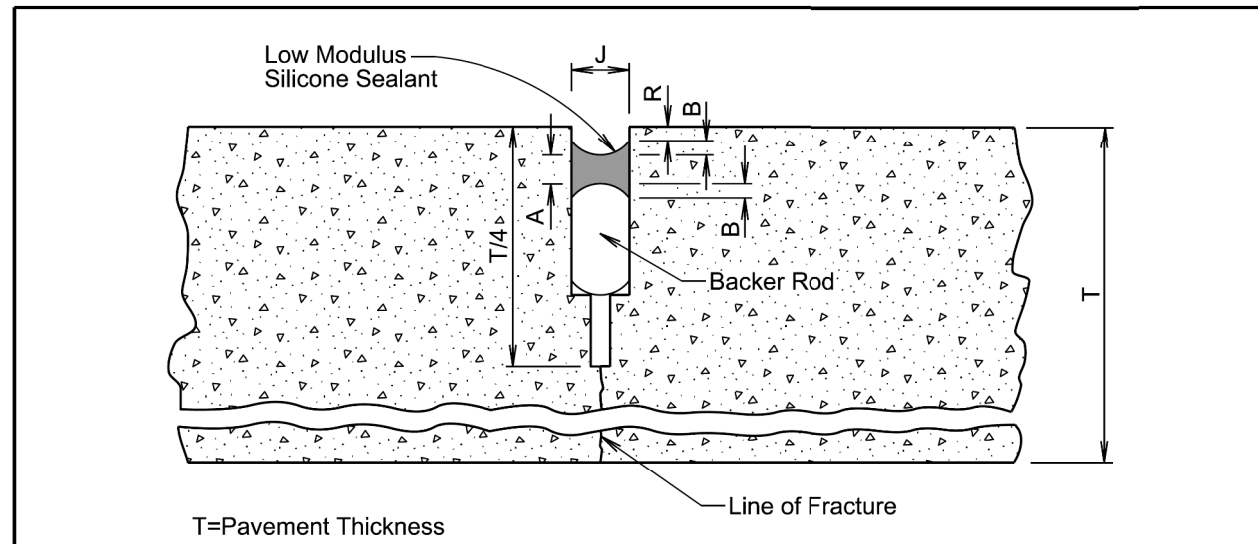 Low Modulus
Silicone Sealant
J
R
B
A
B
T/4
Backer Rod
T
Line of Fracture
T=Pavement Thickness